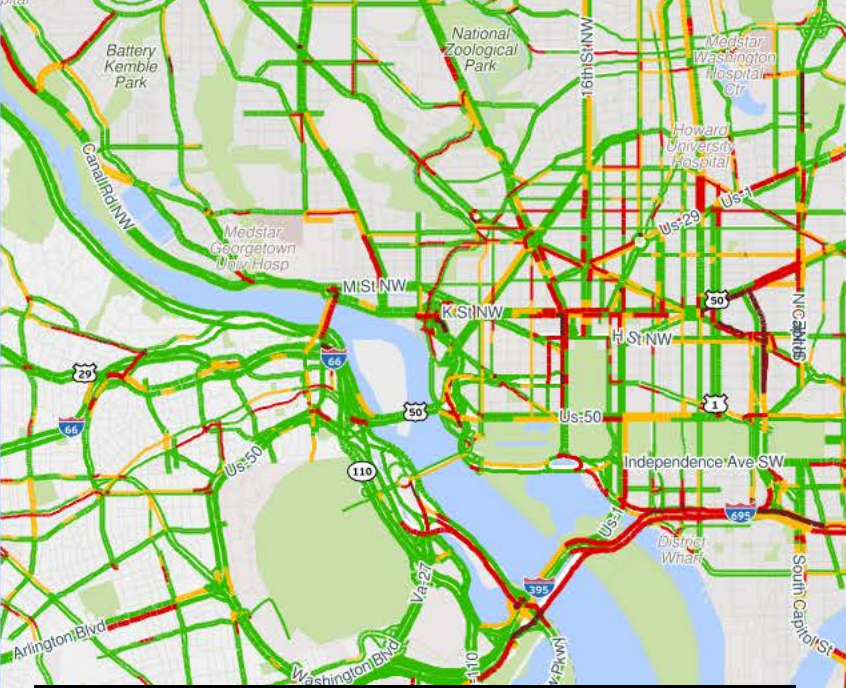 National
Zoological
Park
Battery
Kemble
Park
16th St NW
Medstar
Washington
Hospital
Ctr
Howard
University
Hospital
Canal Rd NW
Us-1
Us-29
Medstar
Georgetown
Univ Hosp
M St NW
50
K St NW
H St NW
66
29
1
50
Us-50
66
Us-50
110
Independence Ave SW
Us-1
695
District
Wharf
395
Va-27
South Capitol St
Arlington Blvd
Washington Blvd
-110
Pkwy